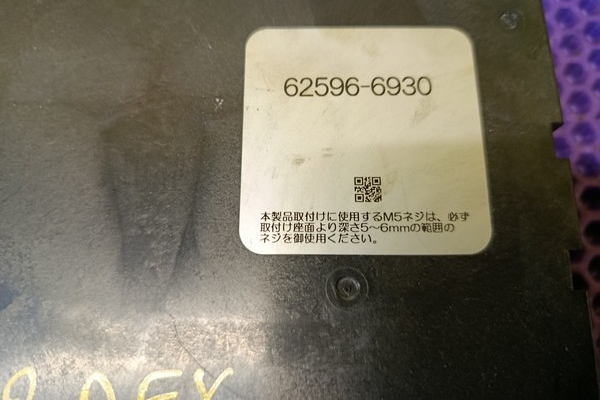 62596-6930
本製品取付けに使用するM5ネジは、必ず
取付け座面より深さ5〜6mmの範囲の
ネジを御使用ください。